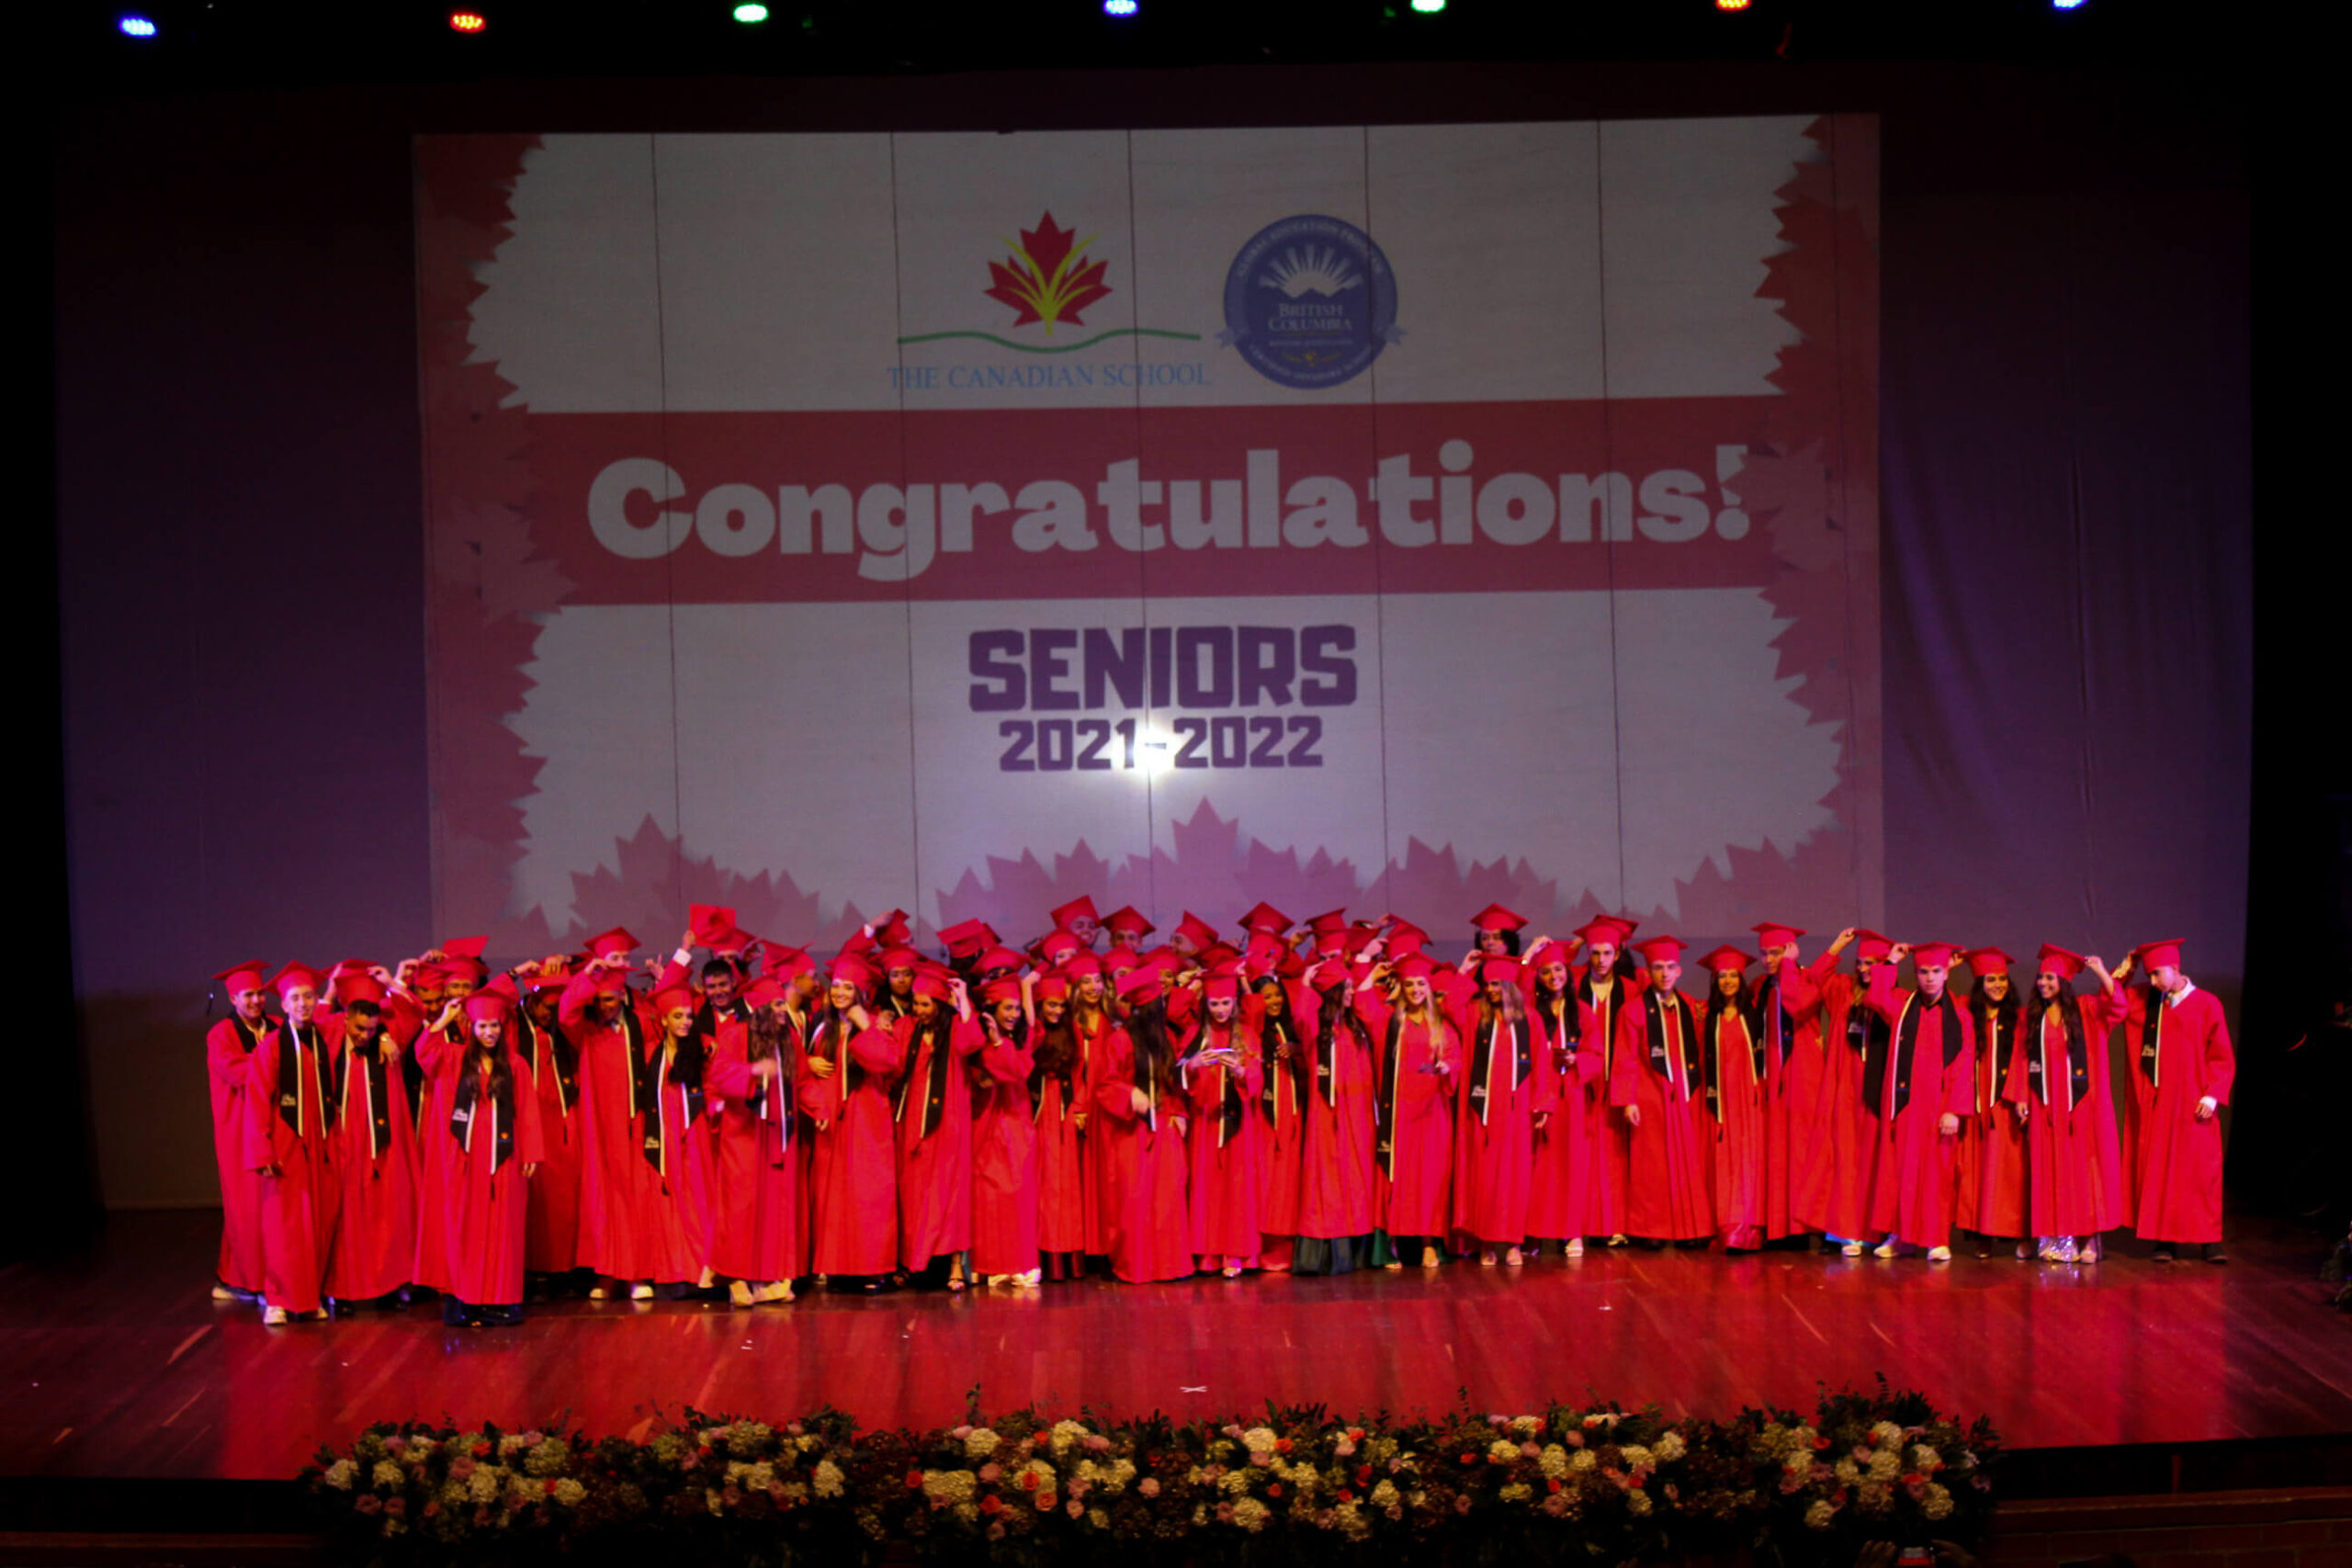 THE CANADIAN SCHOOL
BRITISH
COLUMBIA
Congratulations!
SENIORS
2021-2022